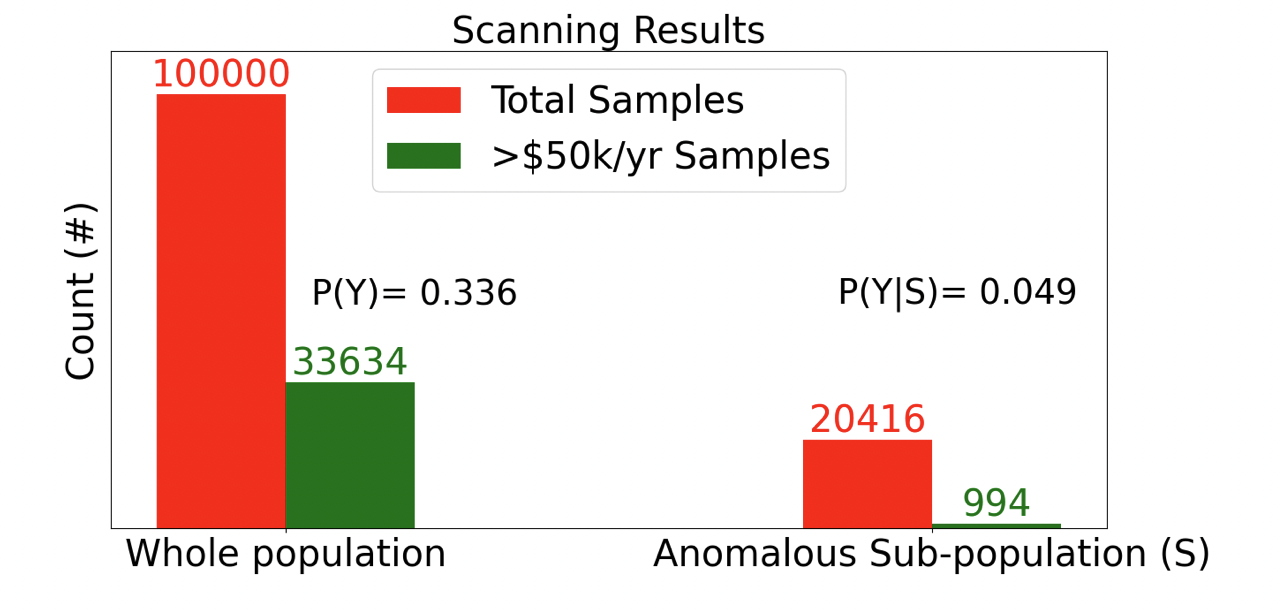 Scanning Results
100000
Total Samples
>$50k/yr Samples
Count (#)
P(Y)= 0.336
P(Y|S)= 0.049
33634
20416
994
Whole population
Anomalous Sub-population (S)